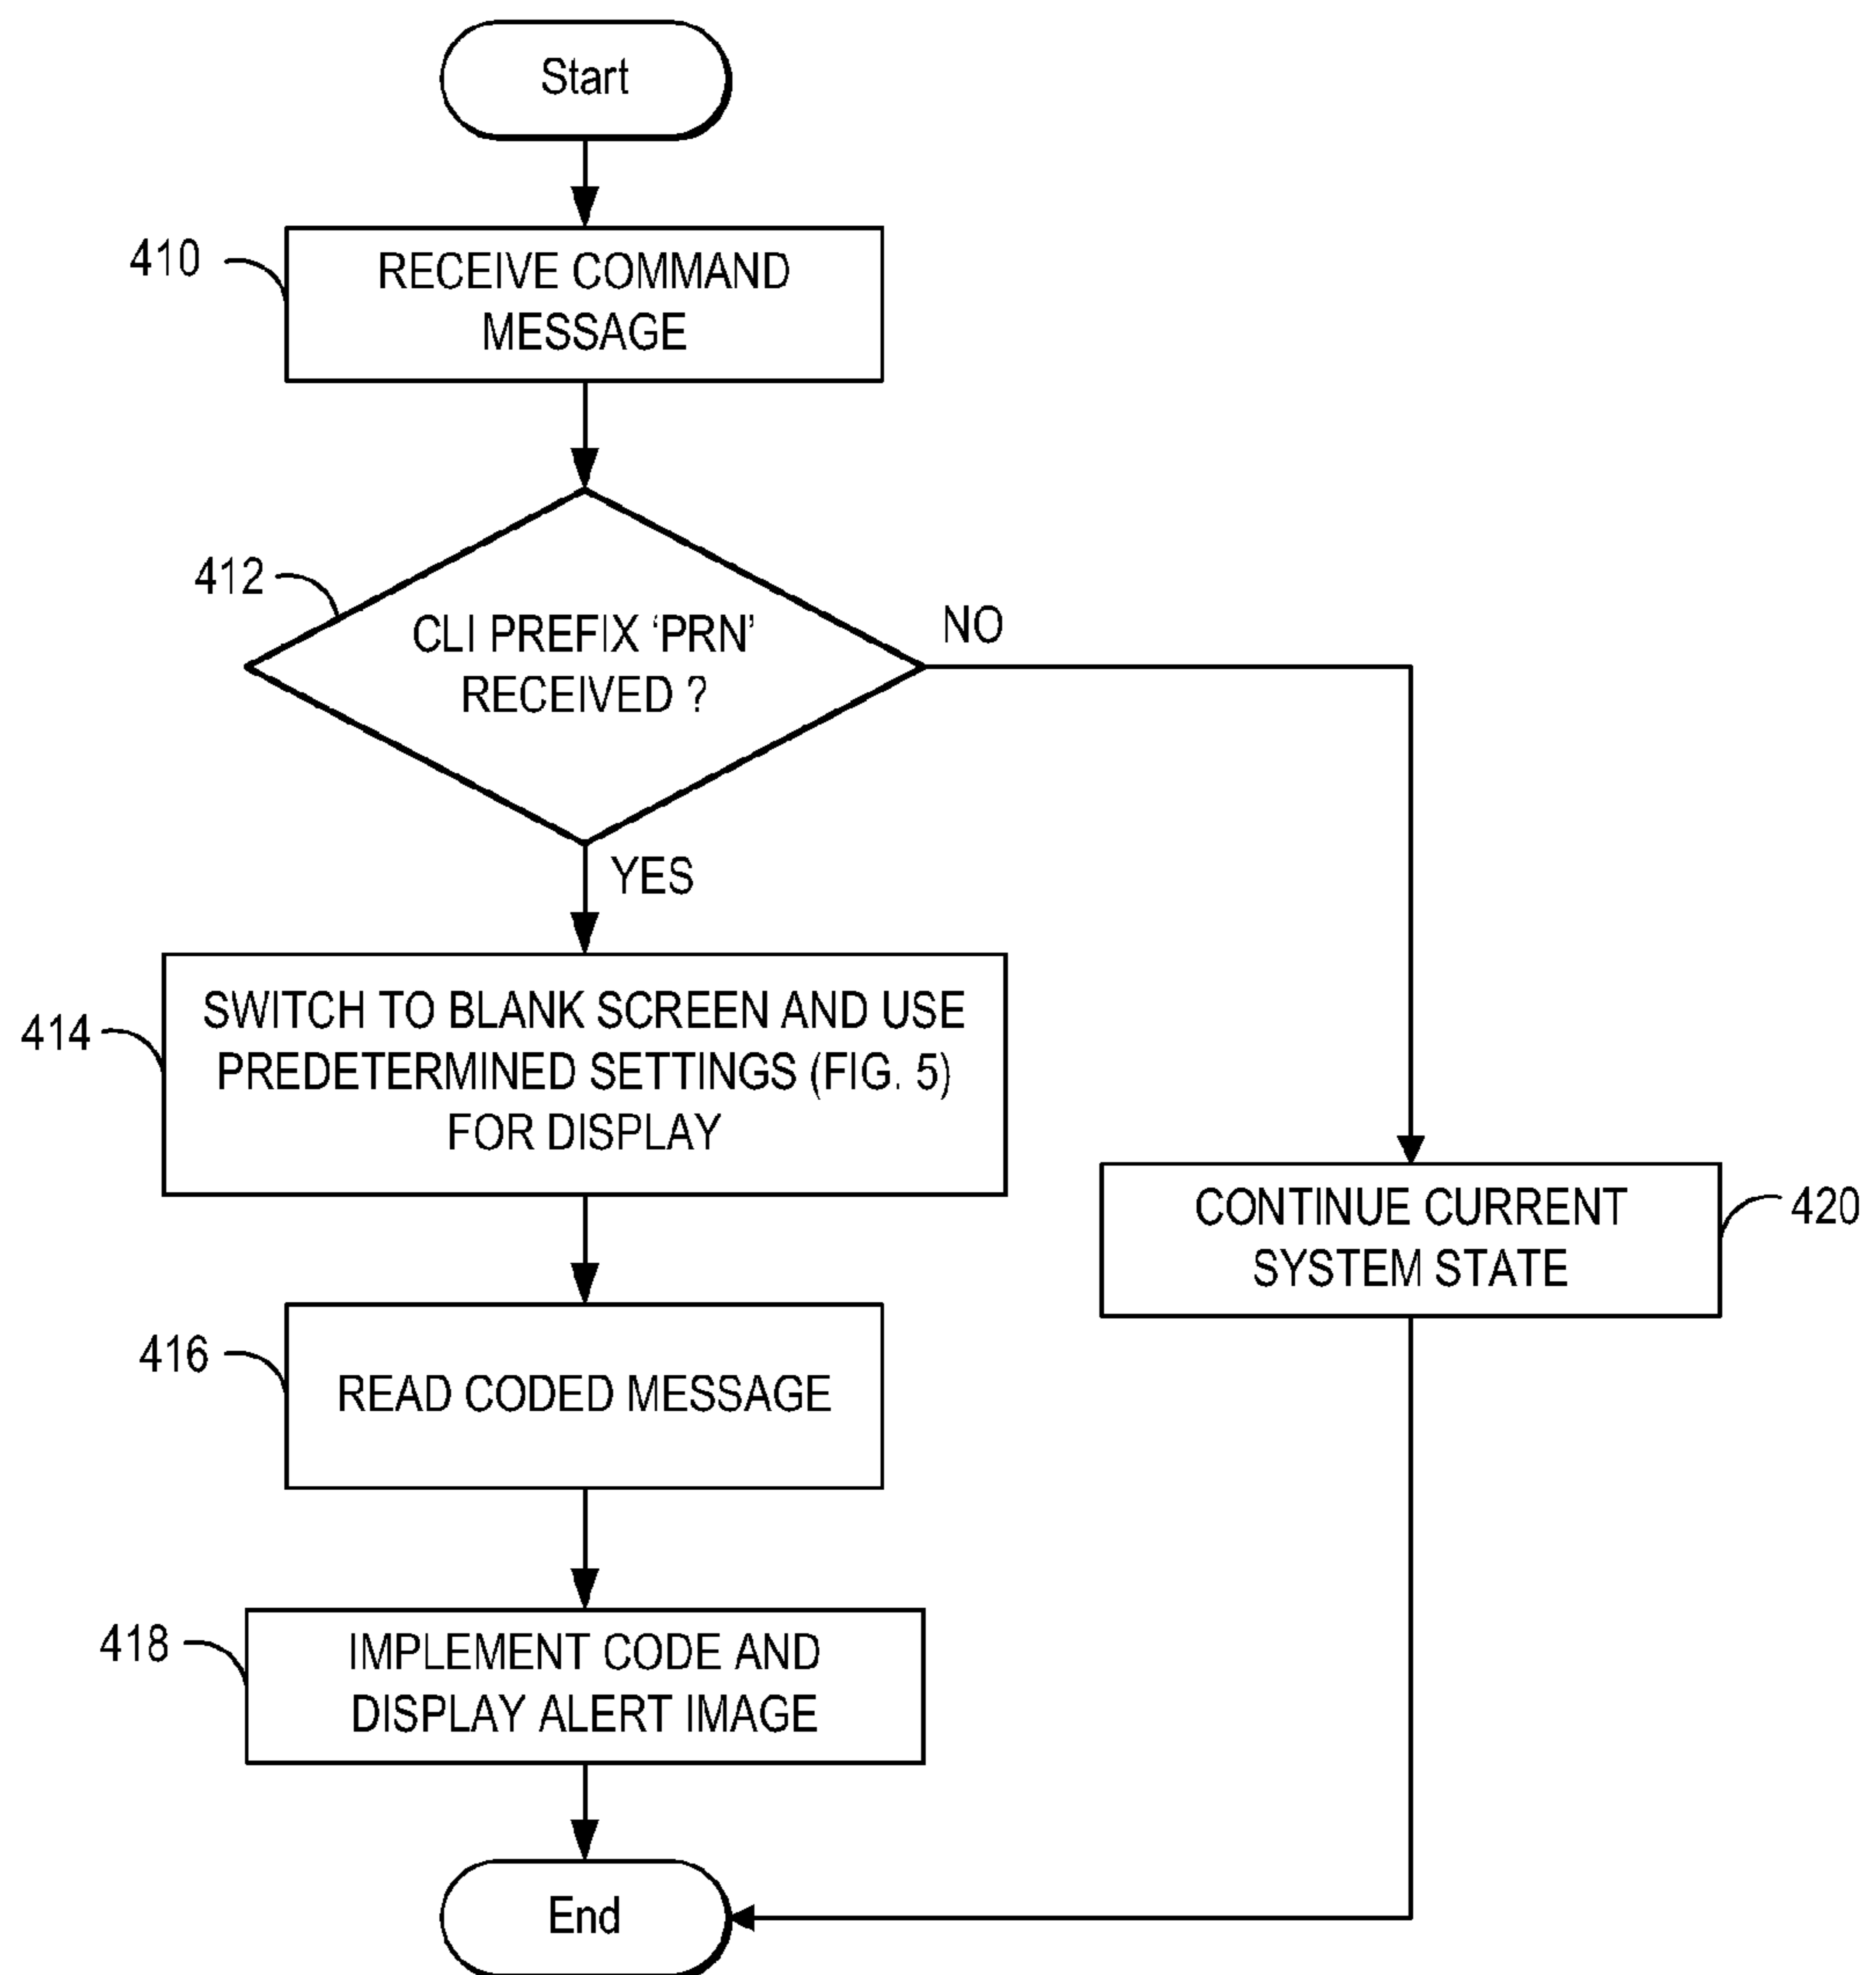 Start
410
RECEIVE COMMAND
MESSAGE
412
CLI PREFIX ‘PRN’
RECEIVED ?
NO
YES
414
SWITCH TO BLANK SCREEN AND USE
PREDETERMINED SETTINGS (FIG. 5)
FOR DISPLAY
CONTINUE CURRENT
SYSTEM STATE
420
416
READ CODED MESSAGE
418
IMPLEMENT CODE AND
DISPLAY ALERT IMAGE
End